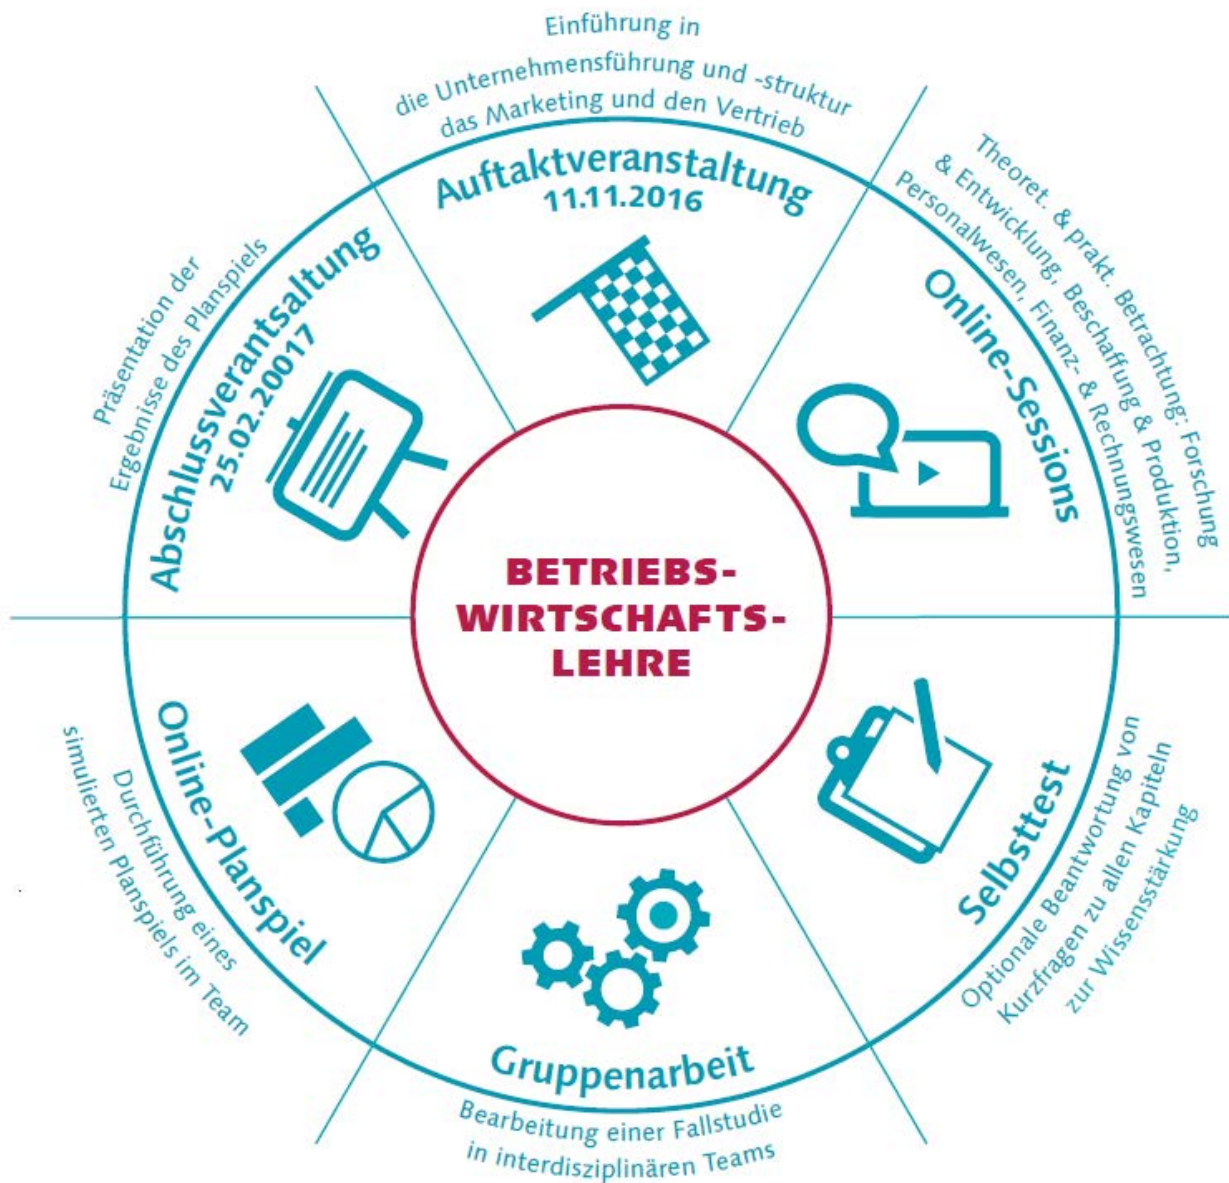 Einführung in
die Unternehmensführung und -struktur
das Marketing und den Vertrieb
Auftaktveranstaltung
11.11.2016
Theoret. & prakt. Betrachtung: Forschung
& Entwicklung, Beschaffung & Produktion,
Personalwesen, Finanz- & Rechnungswesen
Online-Sessions
Optionale Beantwortung von
Kurzfragen zu allen Kapiteln
zur Wissensstärkung
Selbsttest
Gruppenarbeit
Bearbeitung einer Fallstudie
in interdisziplinären Teams
Online-Planspiel
Durchführung eines
simulierten Planspiels im Team
Präsentation der
Ergebnisse des Planspiels
Abschlussverantsaltung
25.02.20017
BETRIEBS-
WIRTSCHAFTS-
LEHRE